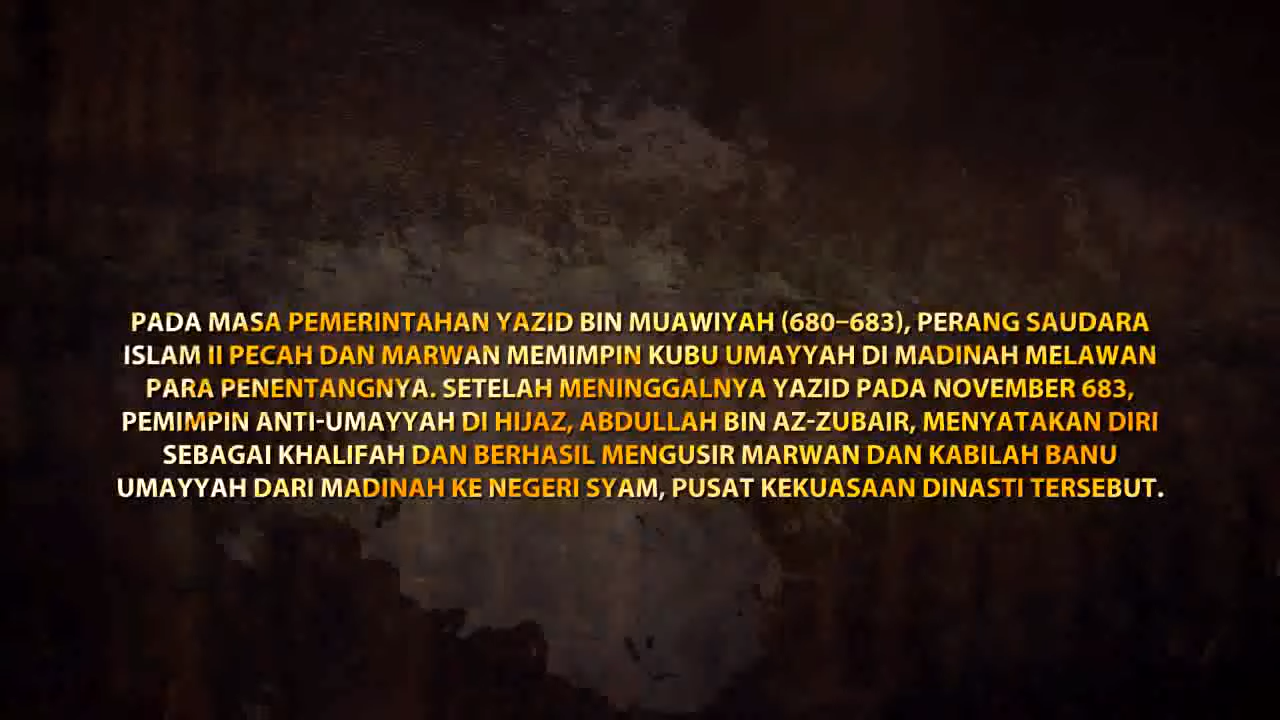 PADA MASA PEMERINTAHAN YAZID BIN MUAWIYAH (680–683), PERANG SAUDARA
ISLAM II PECAH DAN MARWAN MEMIMPIN KUBU UMAYYAH DI MADINAH MELAWAN
PARA PENENTANGNYA. SETELAH MENINGGALNYA YAZID PADA NOVEMBER 683,
PEMIMPIN ANTI-UMAYYAH DI HIJAZ, ABDULLAH BIN AZ-ZUBAIR, MENYATAKAN DIRI
SEBAGAI KHALIFAH DAN BERHASIL MENGUSIR MARWAN DAN KABILAH BANU
UMAYYAH DARI MADINAH KE NEGERI SYAM, PUSAT KEKUASAAN DINASTI TERSEBUT.